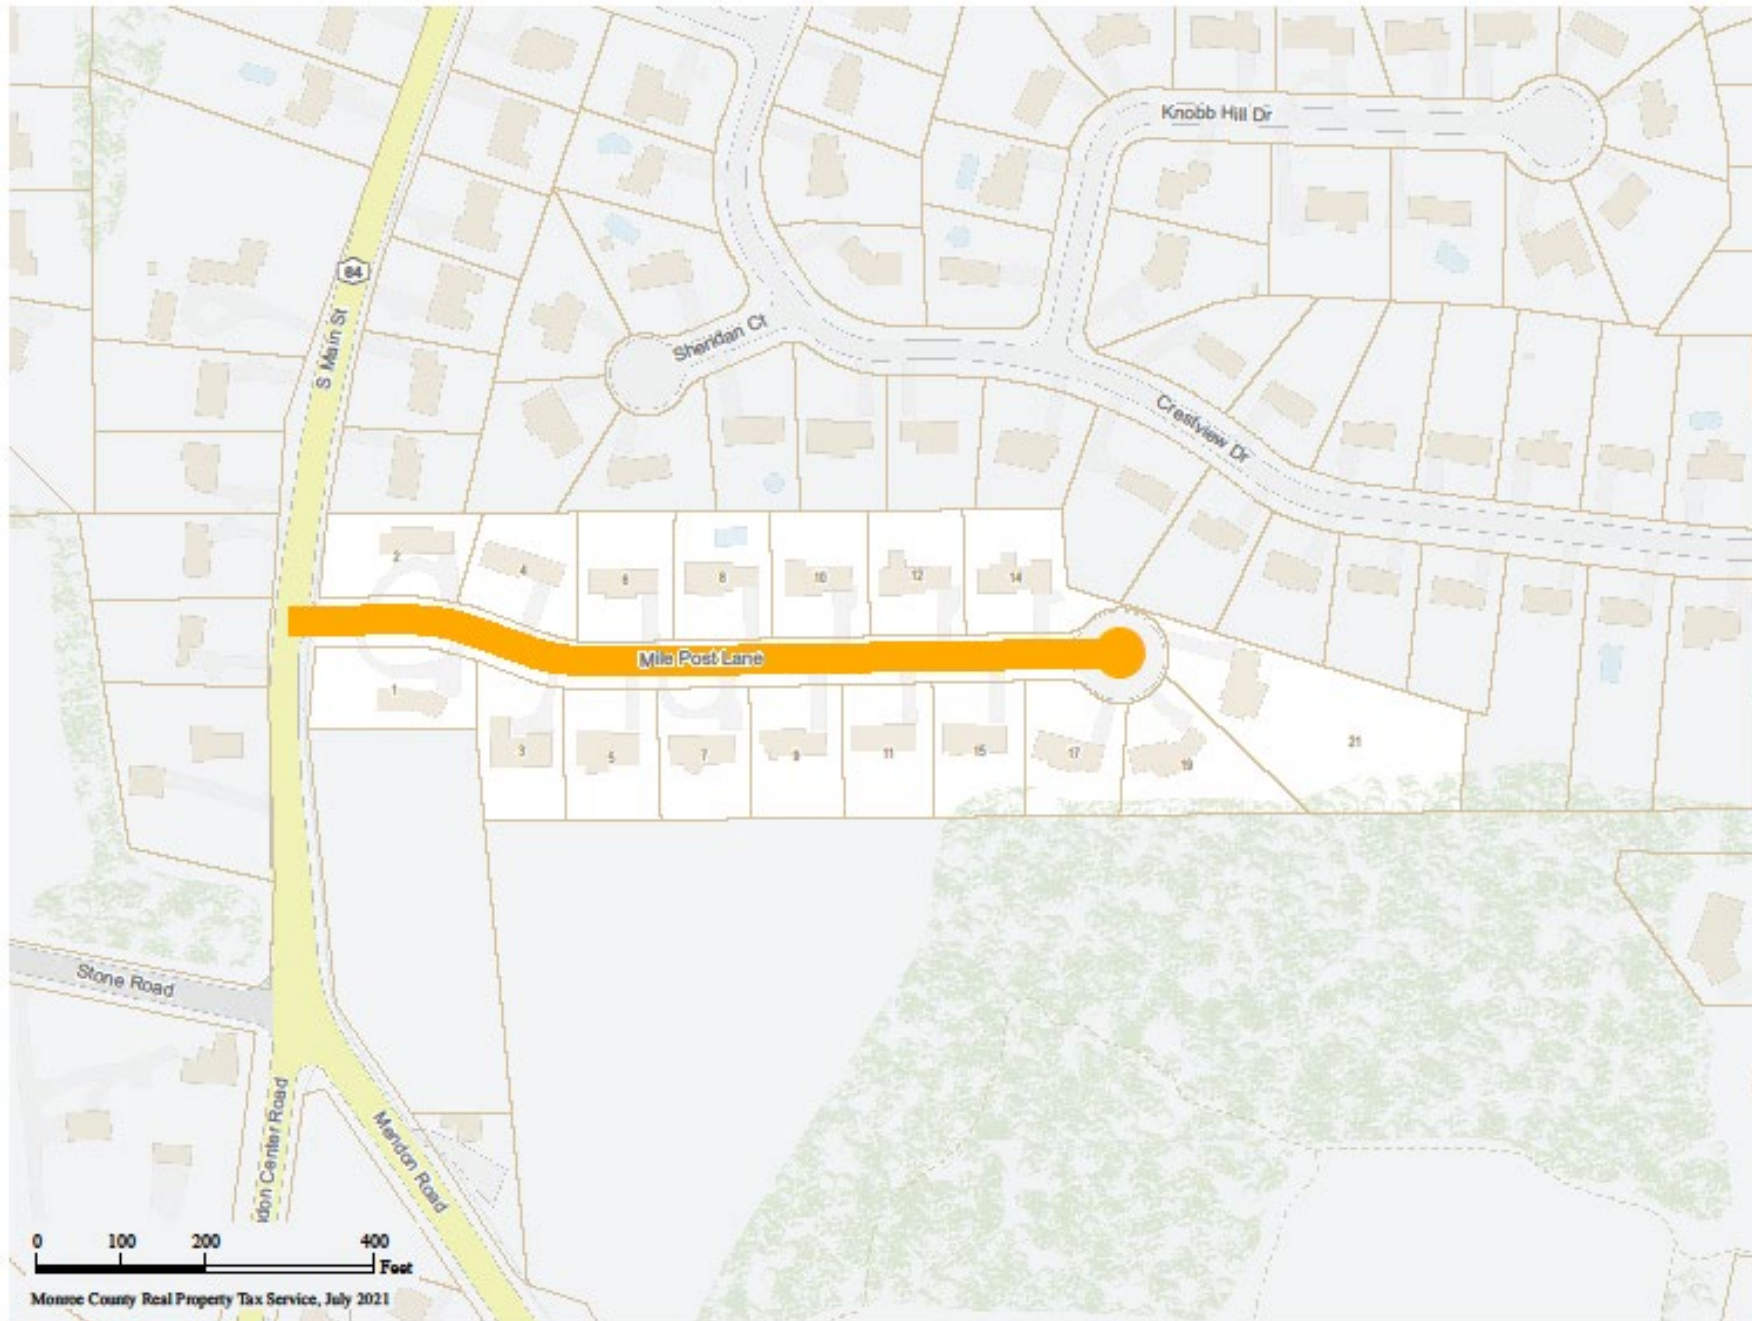 Knobb Hill Dr
64
S Main St
Sheridan Ct
Crestview Dr
2
4
6
8
10
12
14
Mile Post Lane
1
3
5
7
9
11
15
17
19
21
Stone Road
don Center Road
Mendon Road
0 100 200 400
Feet
Monroe County Real Property Tax Service, July 2021